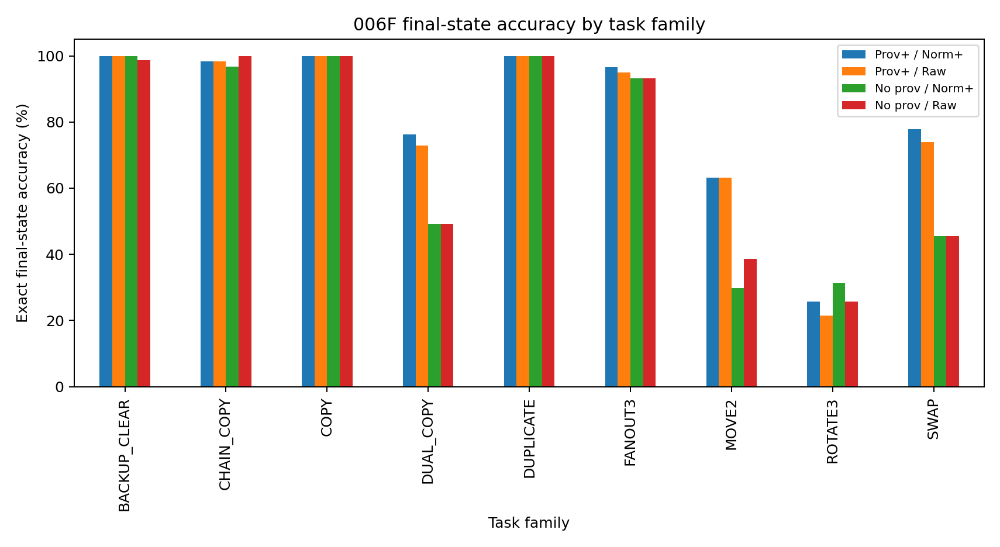 006F final-state accuracy by task family
Exact final-state accuracy (%)
100
80
60
40
20
0
Prov+ / Norm+
Prov+ / Raw
No prov / Norm+
No prov / Raw
BACKUP_CLEAR
CHAIN_COPY
COPY
DUAL_COPY
DUPLICATE
FANOUT3
MOVE2
ROTATE3
SWAP
Task family